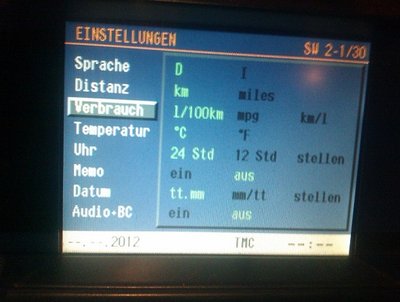 EINSTELLUNGEN SW 2-1/30
Sprache D I
Distanz km miles
Verbrauch l/100km mpg km/l
Temperatur °C °F
Uhr 24 Std 12 Std stellen
Memo ein aus
Datum tt.mm mm/tt stellen
Audio+BC ein aus
--.--.2012 TMC --:--